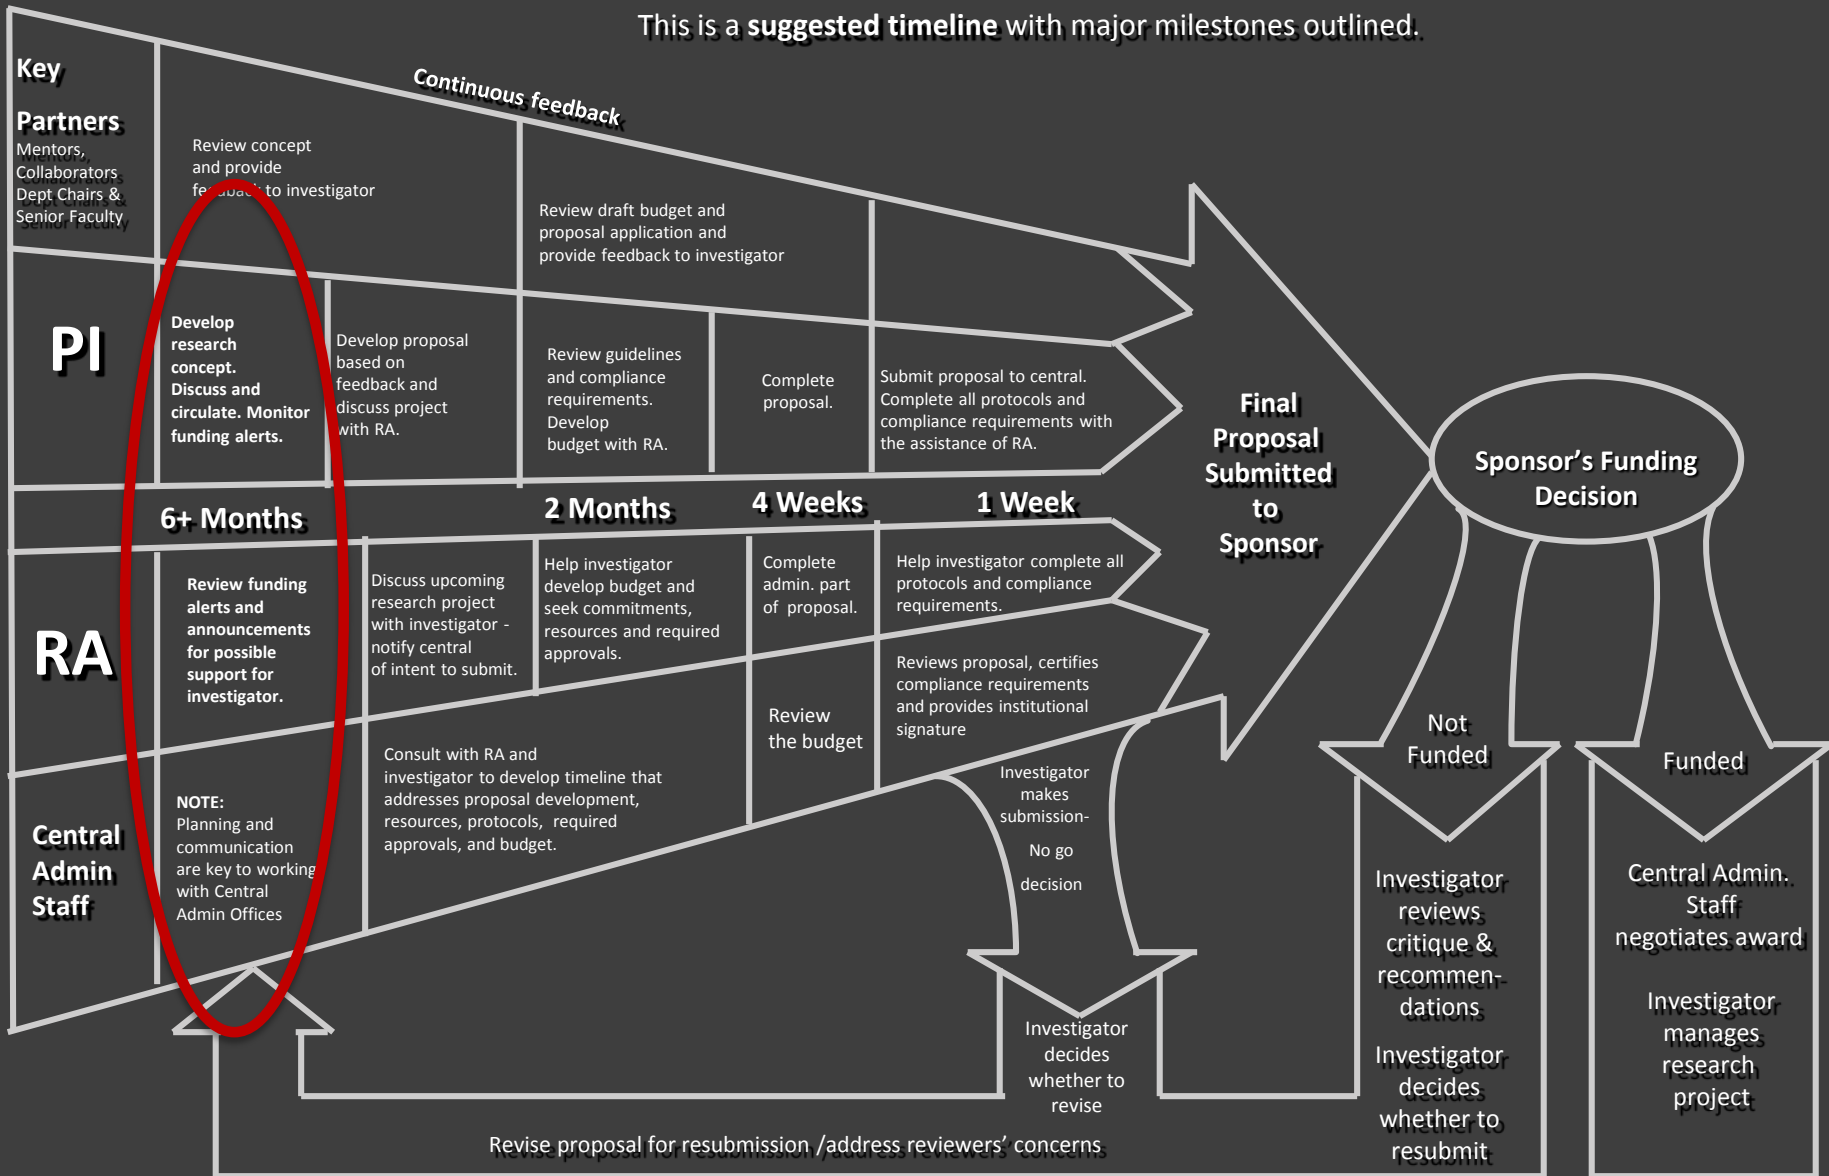 This is a suggested timeline with major milestones outlined.
Continuous feedback
Key
Partners
Mentors,
Collaborators
Dept Chairs &
Senior Faculty
Review concept
and provide
feedback to investigator
Review draft budget and
proposal application and
provide feedback to investigator
PI
Develop
research
concept.
Discuss and
circulate. Monitor
funding alerts.
Develop proposal
based on
feedback and
discuss project
with RA.
Review guidelines
and compliance
requirements.
Develop
budget with RA.
Complete
proposal.
Submit proposal to central.
Complete all protocols and
compliance requirements with
the assistance of RA.
6+ Months
2 Months
4 Weeks
1 Week
RA
Review funding
alerts and
announcements
for possible
support for
investigator.
Discuss upcoming
research project
with investigator -
notify central
of intent to submit.
Help investigator
develop budget and
seek commitments,
resources and required
approvals.
Complete
admin. part
of proposal.
Help investigator complete all
protocols and compliance
requirements.
Central
Admin
Staff
NOTE:
Planning and
communication
are key to working
with Central
Admin Offices
Consult with RA and
investigator to develop timeline that
addresses proposal development,
resources, protocols, required
approvals, and budget.
Review
the budget
Reviews proposal, certifies
compliance requirements
and provides institutional
signature
Final
Proposal
Submitted
to
Sponsor
Sponsor's Funding
Decision
Investigator
makes
submission-
No go
decision
Investigator
decides
whether to
revise
Not
Funded
Investigator
reviews
critique &
recommen-
dations
Investigator
decides
whether to
resubmit
Funded
Central Admin.
Staff
negotiates award
Investigator
manages
research
project
Revise proposal for resubmission /address reviewers' concerns